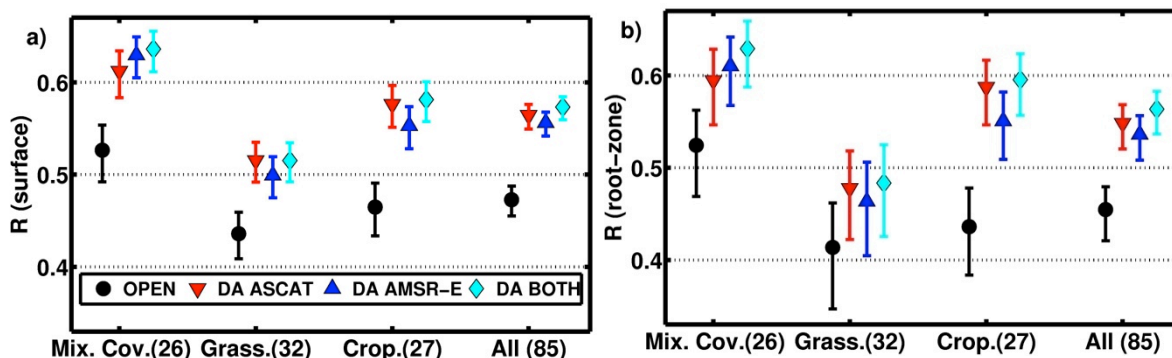 a)
R (surface)
0.6
0.5
0.4
OPEN DA ASCAT DA AMSR-E DA BOTH
Mix. Cov.(26) Grass.(32) Crop.(27) All (85)
b)
R (root-zone)
0.6
0.5
0.4
Mix. Cov.(26) Grass.(32) Crop.(27) All (85)